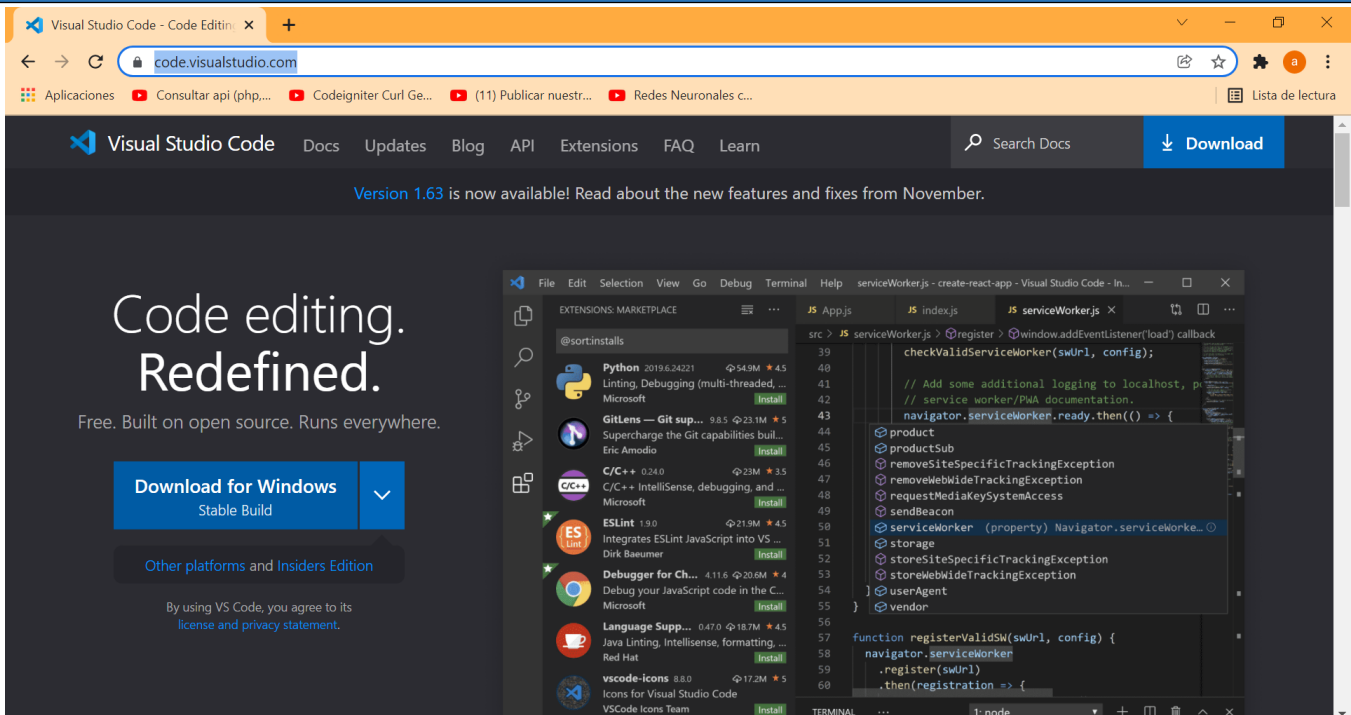 Visual Studio Code - Code Editin
code.visualstudio.com
a
Aplicaciones Consultar api (php,... Codeigniter Curl Ge... (11) Publicar nuestr... Redes Neuronales c... Lista de lectura
Visual Studio Code Docs Updates Blog API Extensions FAQ Learn Search Docs Download
Version 1.63 is now available! Read about the new features and fixes from November.
Code editing.
Redefined.
Free. Built on open source. Runs everywhere.
Download for Windows
Stable Build
Other platforms and Insiders Edition
By using VS Code, you agree to its
license and privacy statement.
File Edit Selection View Go Debug Terminal Help serviceWorker.js - create-react-app - Visual Studio Code - In...
EXTENSIONS: MARKETPLACE
@sort:installs
Python 2019.6.24221 54.9M 4.5
Linting, Debugging (multi-threaded, ...
Microsoft Install
GitLens — Git sup... 9.8.5 23.1M 5
Supercharge the Git capabilities buil...
Eric Amodio Install
C/C++ 0.24.0 23M 3.5
C/C++
C/C++ IntelliSense, debugging, and ...
Microsoft Install
ESLint 1.9.0 21.9M 4.5
ES
Lint
Integrates ESLint JavaScript into VS ...
Dirk Baeumer Install
Debugger for Ch... 4.11.6 20.6M 4
Debug your JavaScript code in the C...
Microsoft Install
Language Supp... 0.47.0 18.7M 4.5
Java Linting, Intellisense, formatting, ...
Red Hat Install
vscode-icons 8.8.0 17.2M 5
Icons for Visual Studio Code
VSCode Icons Team Install
JS App.js JS index.js JS serviceWorker.js
src > JS serviceWorker.js > register > window.addEventListener('load') callback
39 checkValidServiceWorker(swUrl, config);
40
41 // Add some additional logging to localhost, p
42 // service worker/PWA documentation.
43 navigator.serviceWorker.ready.then(() => {
44 product
45 productSub
46 removeSiteSpecificTrackingException
47 removeWebWideTrackingException
48 requestMediaKeySystemAccess
49 sendBeacon
50 serviceWorker (property) Navigator.serviceWorke...
51 storage
52 storeSiteSpecificTrackingException
53 storeWebWideTrackingException
54 } userAgent
55 } vendor
56
57 function registerValidSW(swUrl, config) {
58 navigator.serviceWorker
59 .register(swUrl)
60 .then(registration => {
TERMINAL ... 1: node